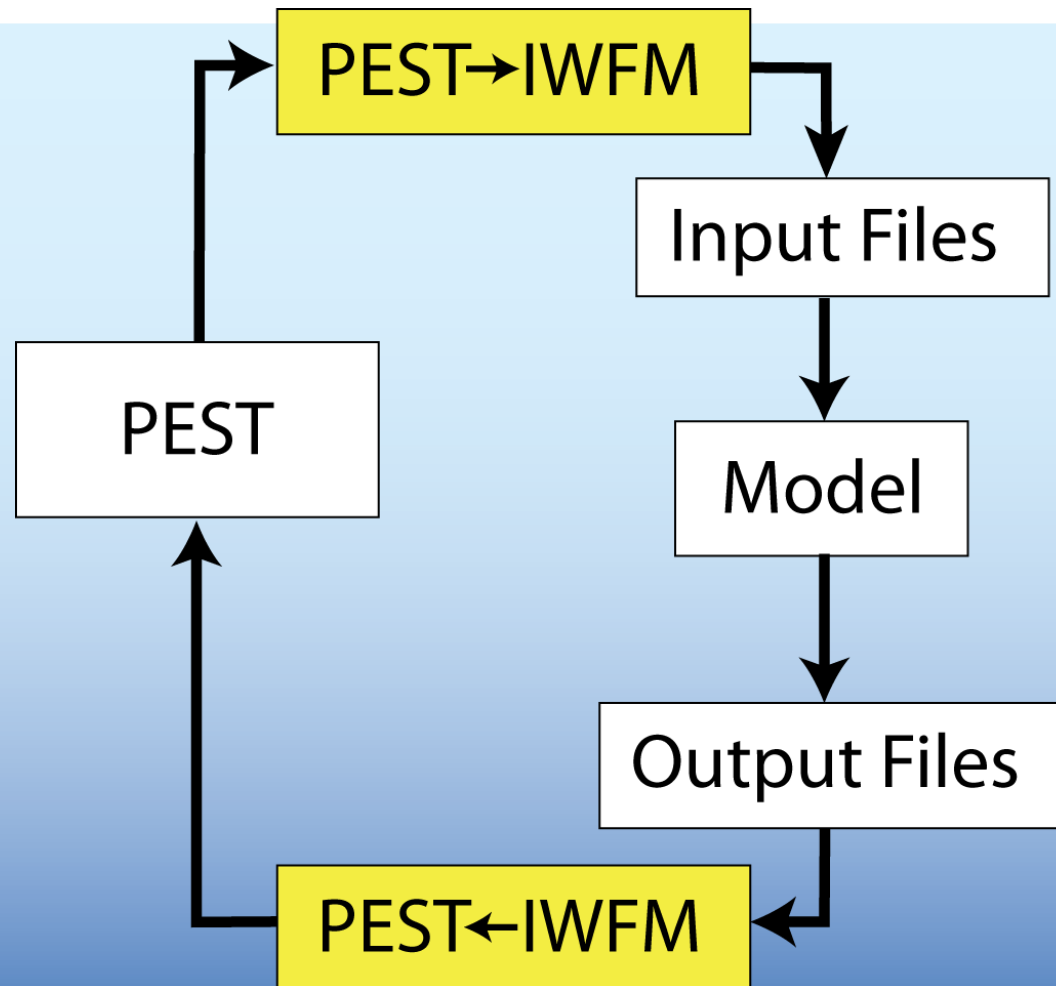 PEST→IWFM
Input Files
PEST
Model
Output Files
PEST←IWFM